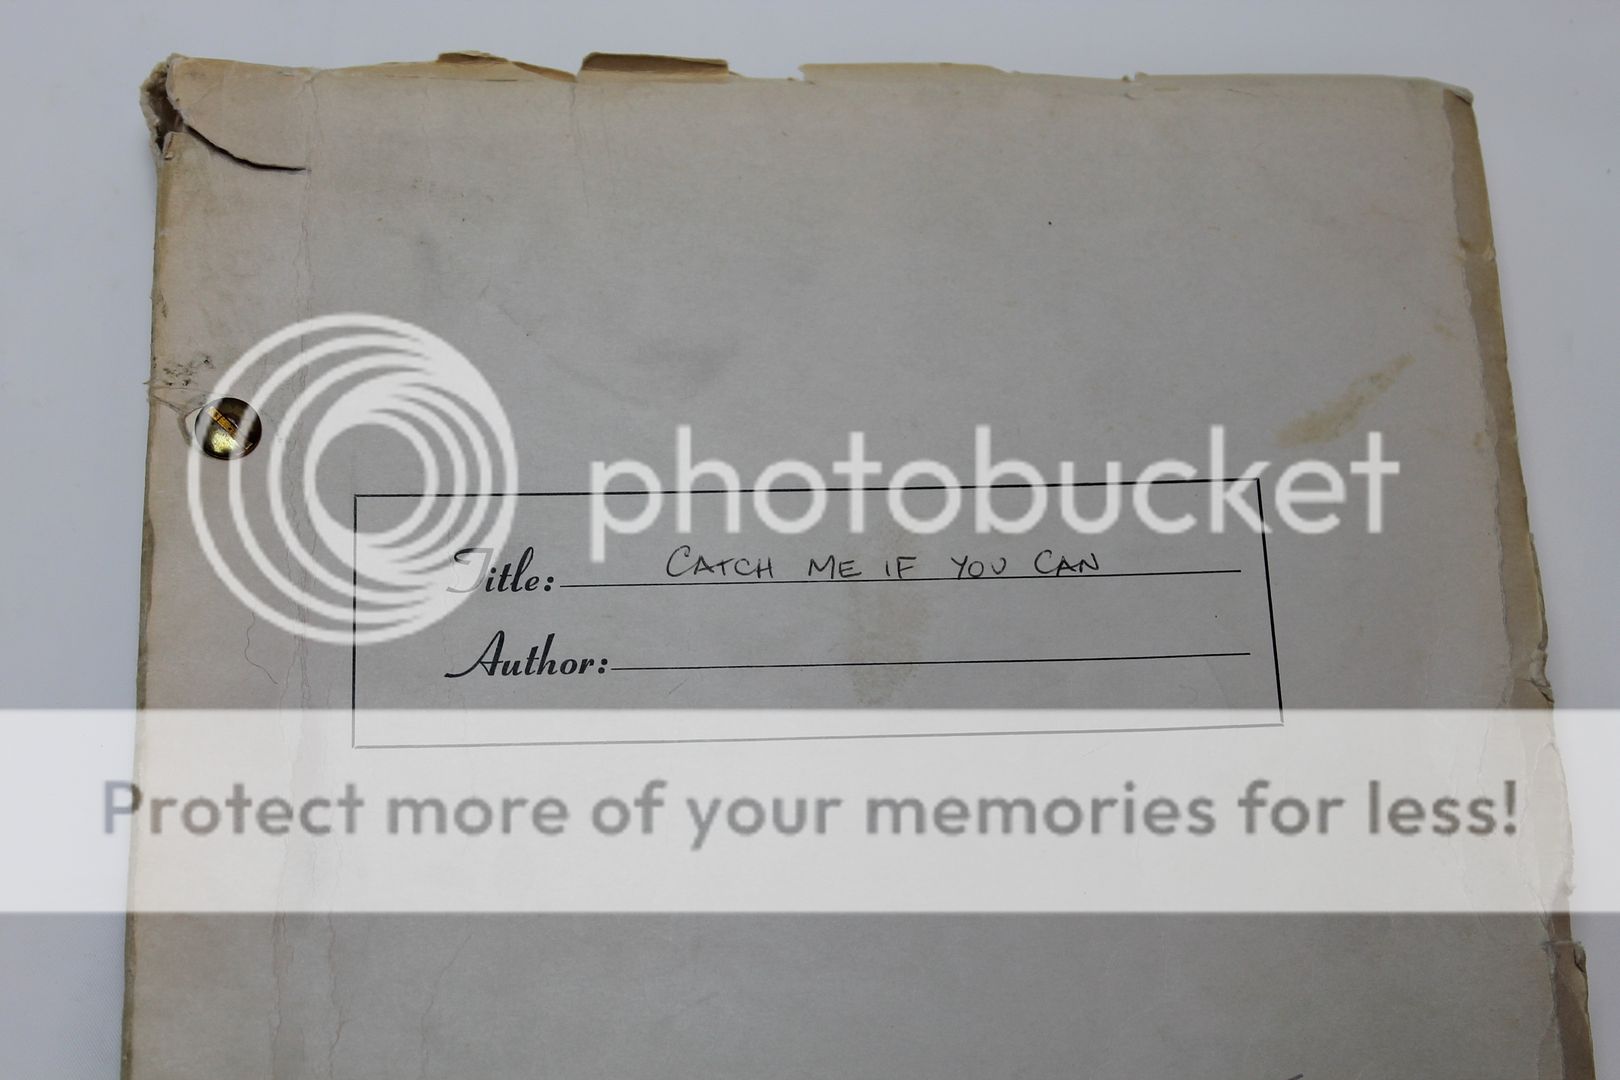 photobucket
Title: CATCH ME IF YOU CAN
Author:
Protect more of your memories for less!